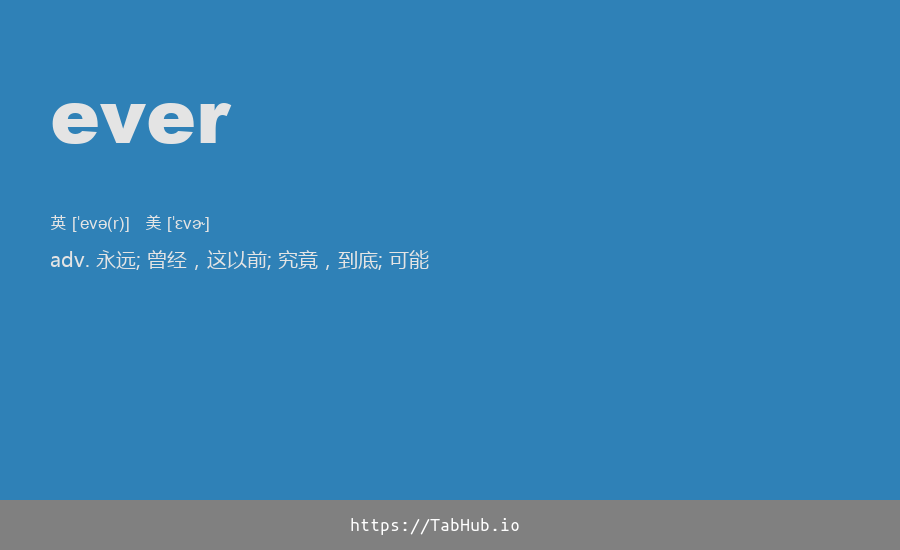 ever
英 ['evə(r)] 美 [ˈɛvɚ]
adv. 永远; 曾经，这以前; 究竟，到底; 可能
https://TabHub.io